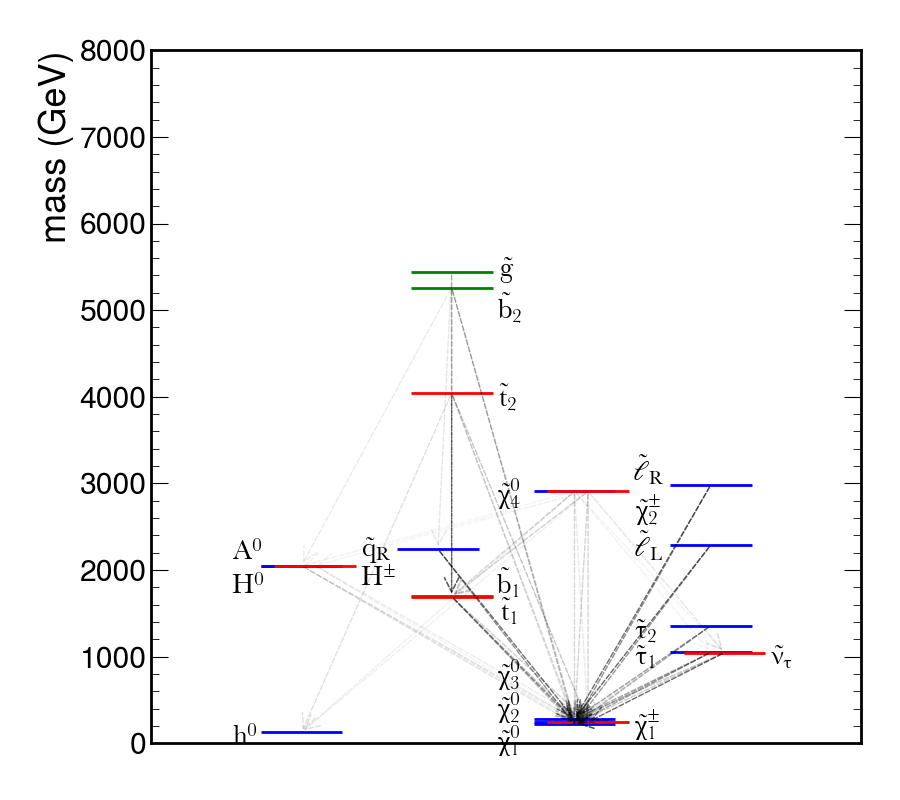 mass (GeV)
8000
7000
6000
5000
4000
3000
2000
1000
0
g̃
b̃₂
t̃₂
ℓ̃_R
χ̃⁰₄
χ̃±₂
ℓ̃_L
A⁰
q̃_R
H⁰
H±
b̃₁
t̃₁
τ̃₂
τ̃₁
ν̃_τ
χ̃⁰₃
χ̃⁰₂
χ̃±₁
h⁰
χ̃⁰₁